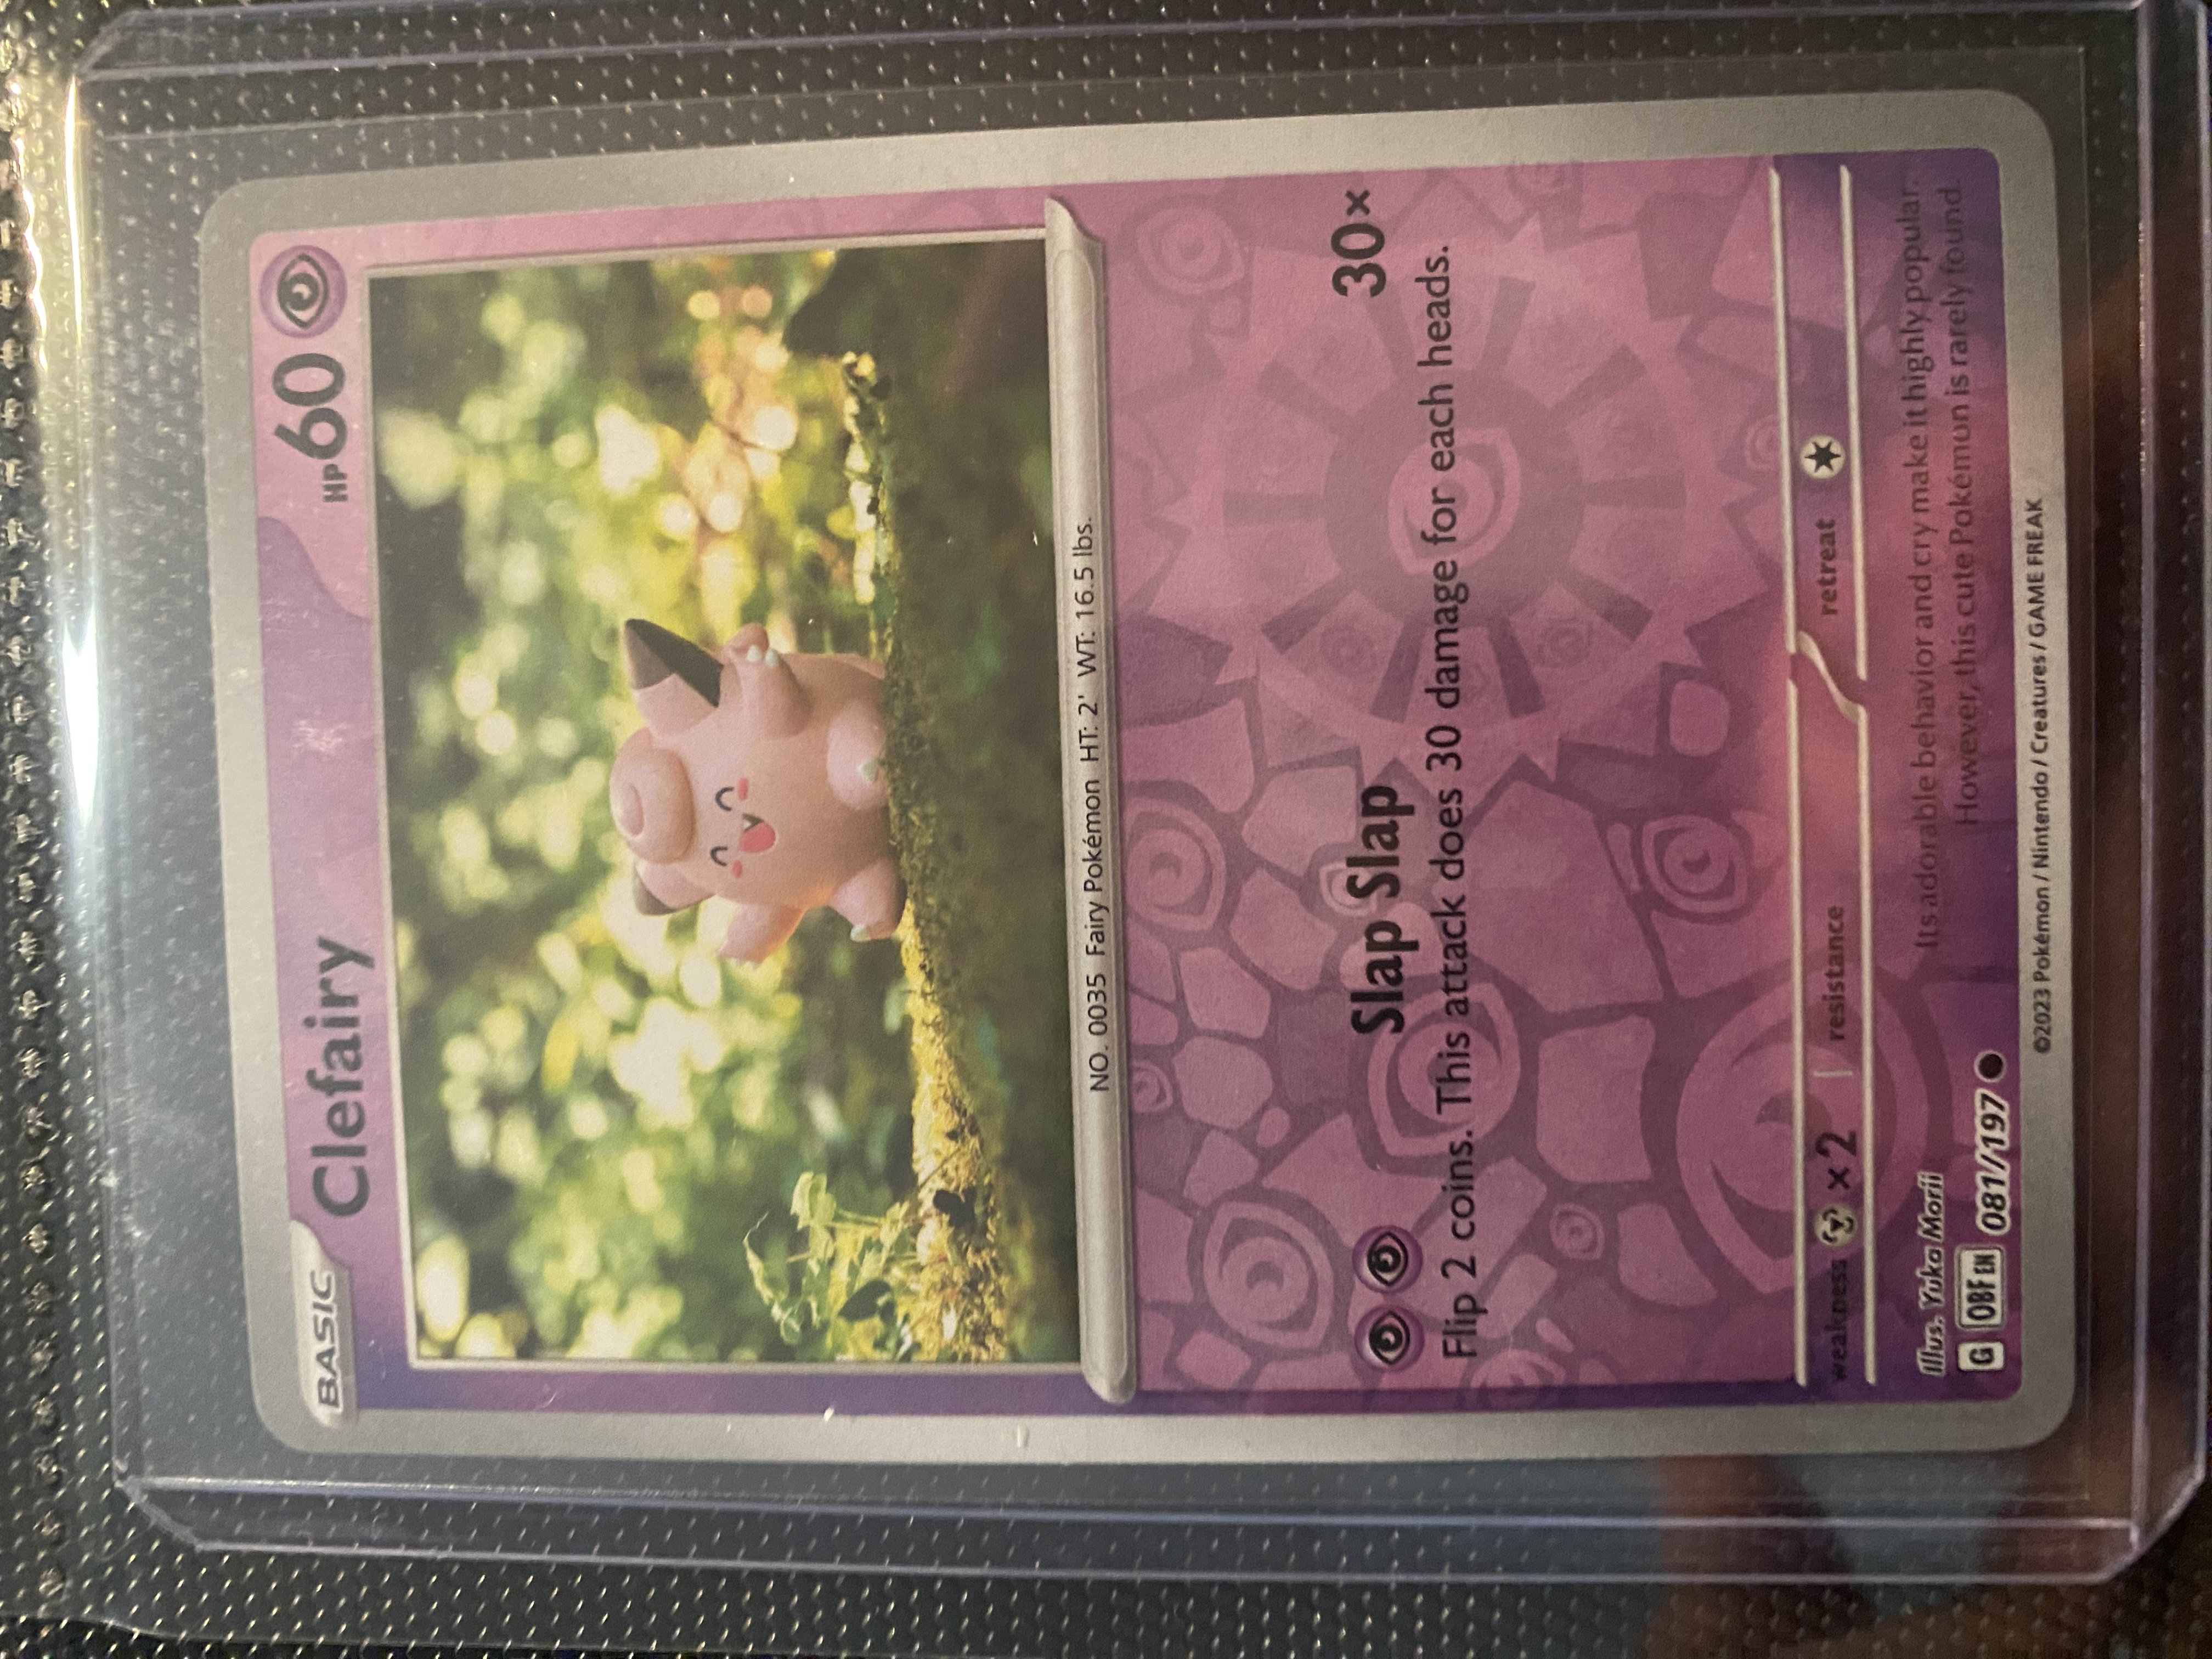 BASIC
Clefairy
HP60
NO. 0035 Fairy Pokémon HT: 2' WT: 16.5 lbs.
Slap Slap 30×
Flip 2 coins. This attack does 30 damage for each heads.
weakness ×2 resistance retreat
Illus. Yuka Morii
G OBF EN 081/197
Its adorable behavior and cry make it highly popular.
However, this cute Pokémon is rarely found.
©2023 Pokémon / Nintendo / Creatures / GAME FREAK